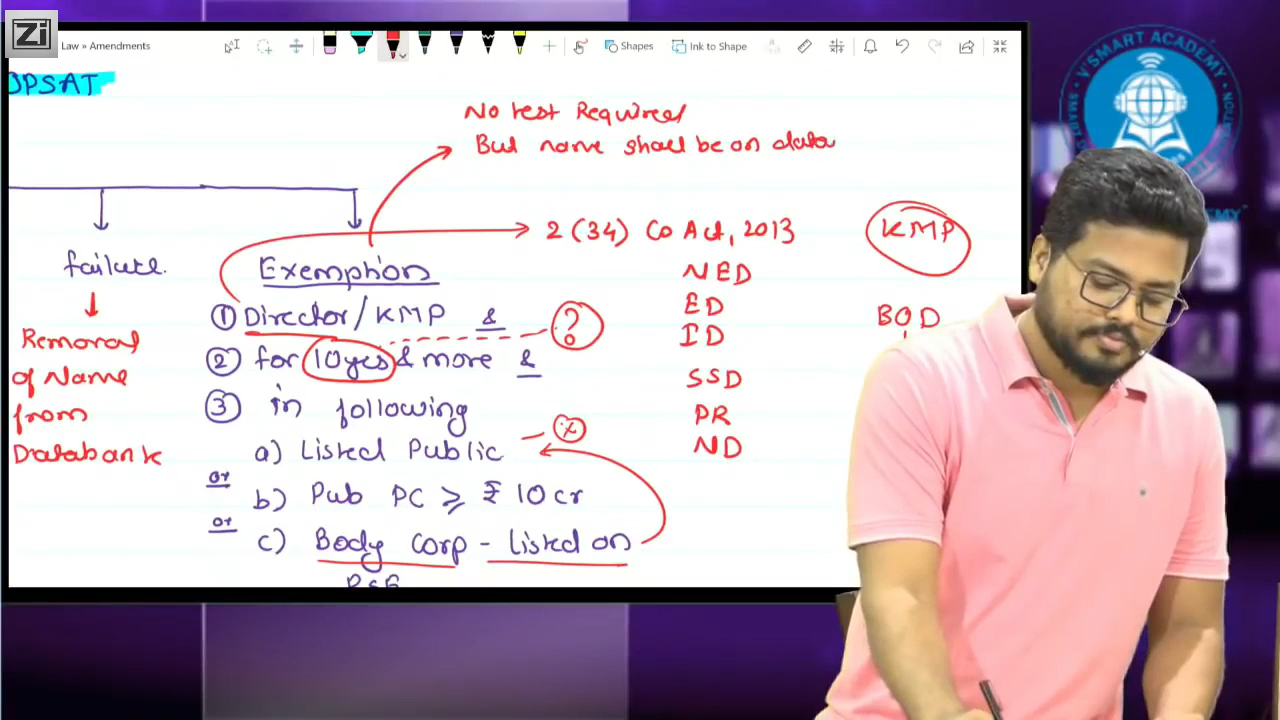 Zi
Law » Amendments
Shapes
Ink to Shape
OPSAT
No test Required
But name shall be on data
failure.
Removal
of Name
from
Databank
Exemption
① Director/KMP &
② for 10yrs & more &
③ in following
a) Listed Public
or
b) Pub PC ≥ ₹ 10 cr
or
c) Body Corp - Listed on
RSE
?
2 (34) Co Act, 2013
NED
ED
ID
SSD
PR
ND
KMP
BOD
V'SMART ACADEMY